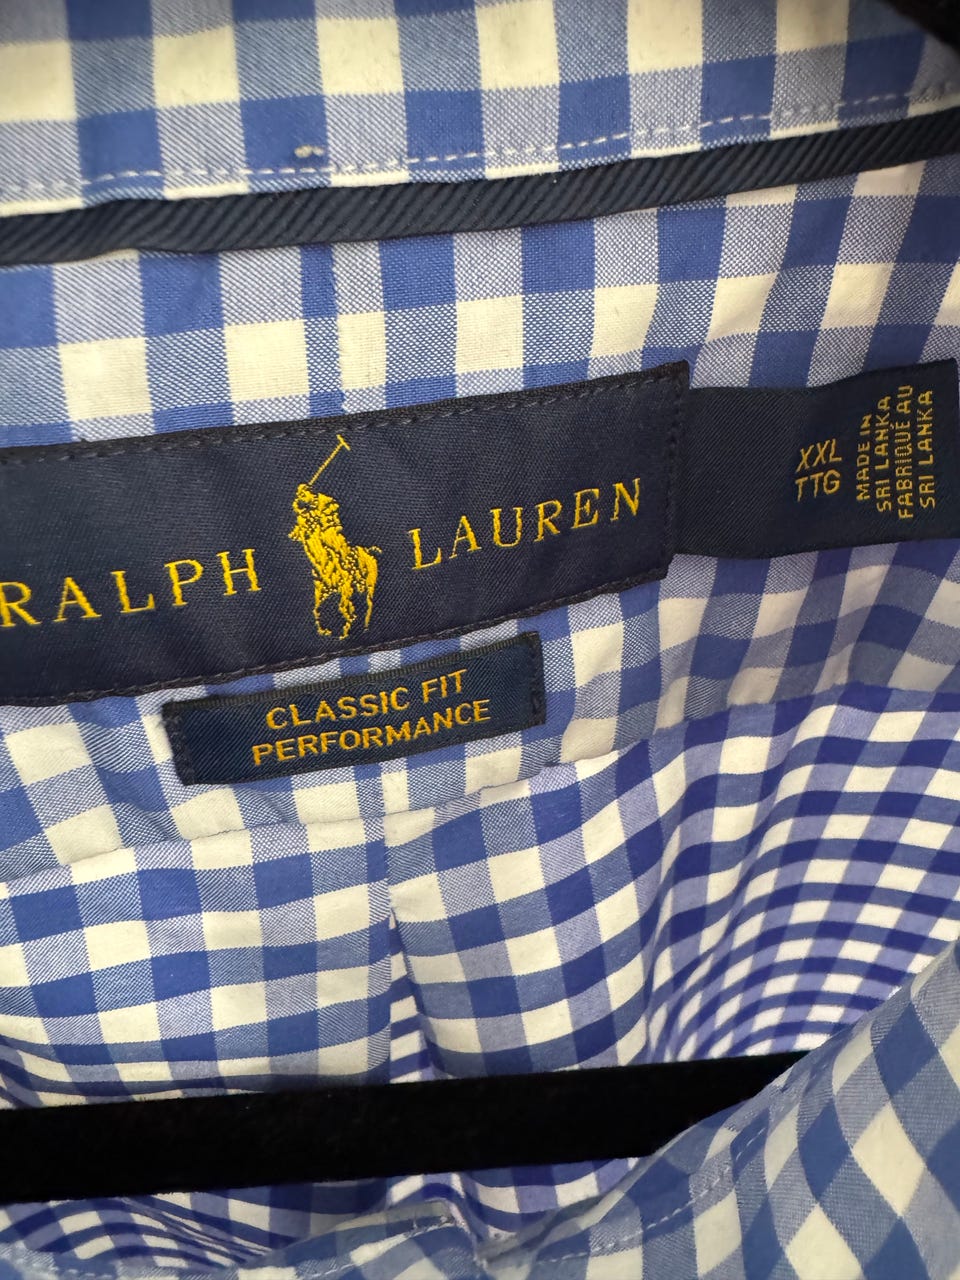 RALPH LAUREN
XXL
TTG
MADE IN
SRI LANKA
FABRIQUÉ AU
SRI LANKA
CLASSIC FIT
PERFORMANCE